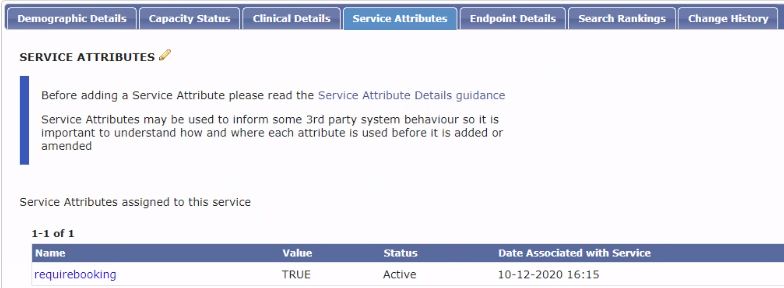 Demographic Details Capacity Status Clinical Details Service Attributes Endpoint Details Search Rankings Change History
SERVICE ATTRIBUTES
Before adding a Service Attribute please read the Service Attribute Details guidance
Service Attributes may be used to inform some 3rd party system behaviour so it is
important to understand how and where each attribute is used before it is added or
amended
Service Attributes assigned to this service
1-1 of 1
Name Value Status Date Associated with Service
requirebooking TRUE Active 10-12-2020 16:15